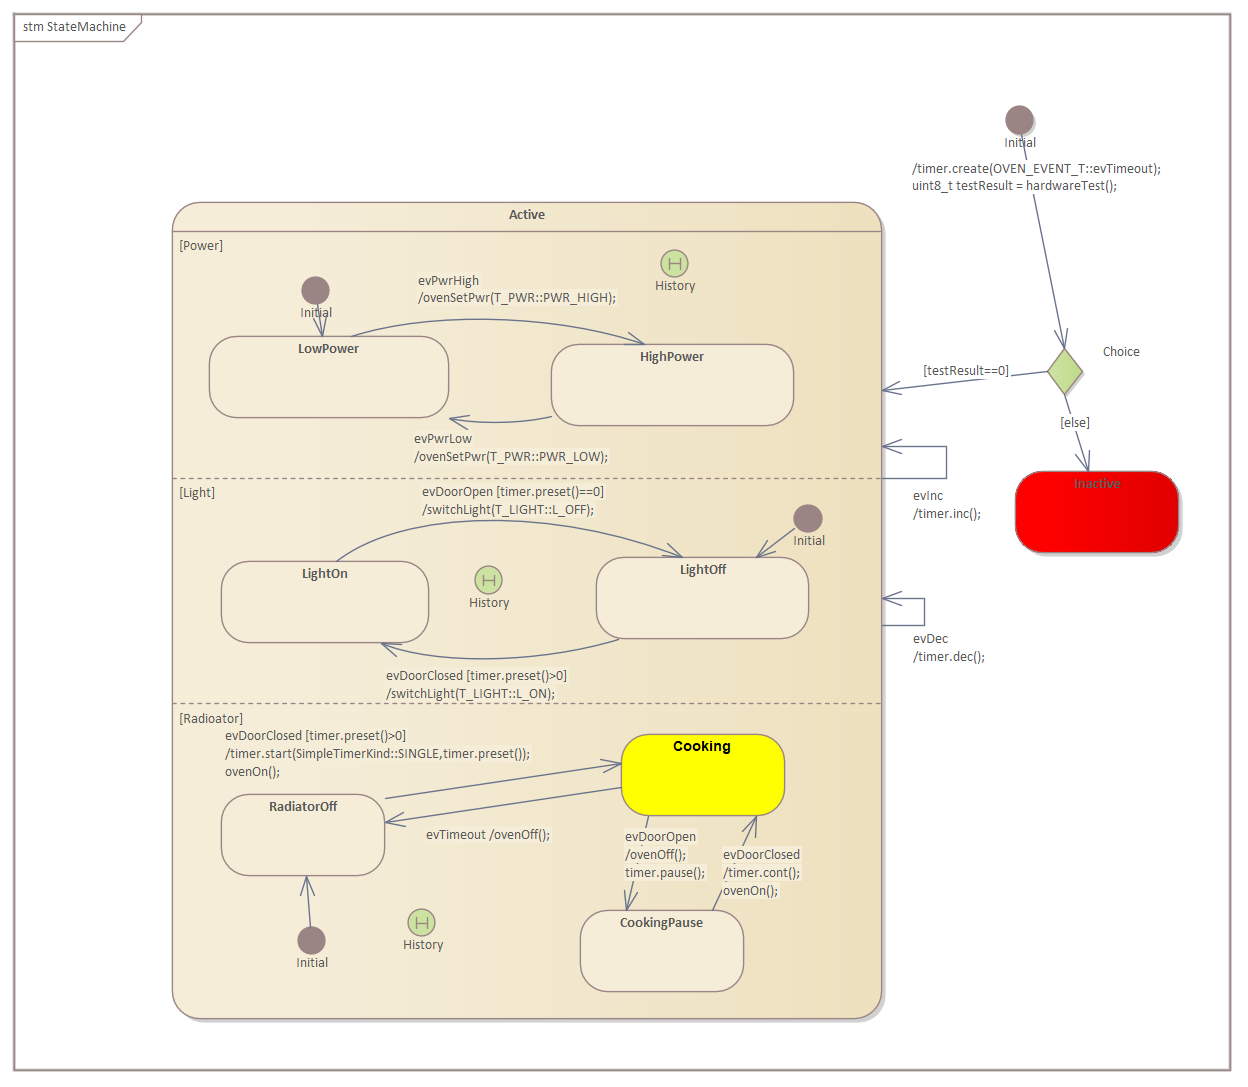 stm StateMachine
Initial
/timer.create(OVEN_EVENT_T::evTimeout);
uint8_t testResult = hardwareTest();
Choice
[testResult==0]
[else]
Inactive
Active
[Power]
Initial
evPwrHigh
/ovenSetPwr(T_PWR::PWR_HIGH);
H
History
LowPower
HighPower
evPwrLow
/ovenSetPwr(T_PWR::PWR_LOW);
evInc
/timer.inc();
[Light]
evDoorOpen [timer.preset()==0]
/switchLight(T_LIGHT::L_OFF);
Initial
LightOn
H
History
LightOff
evDoorClosed [timer.preset()>0]
/switchLight(T_LIGHT::L_ON);
evDec
/timer.dec();
[Radioator]
evDoorClosed [timer.preset()>0]
/timer.start(SimpleTimerKind::SINGLE,timer.preset());
ovenOn();
Cooking
RadiatorOff
evTimeout /ovenOff();
evDoorOpen
/ovenOff();
timer.pause();
evDoorClosed
/timer.cont();
ovenOn();
Initial
H
History
CookingPause